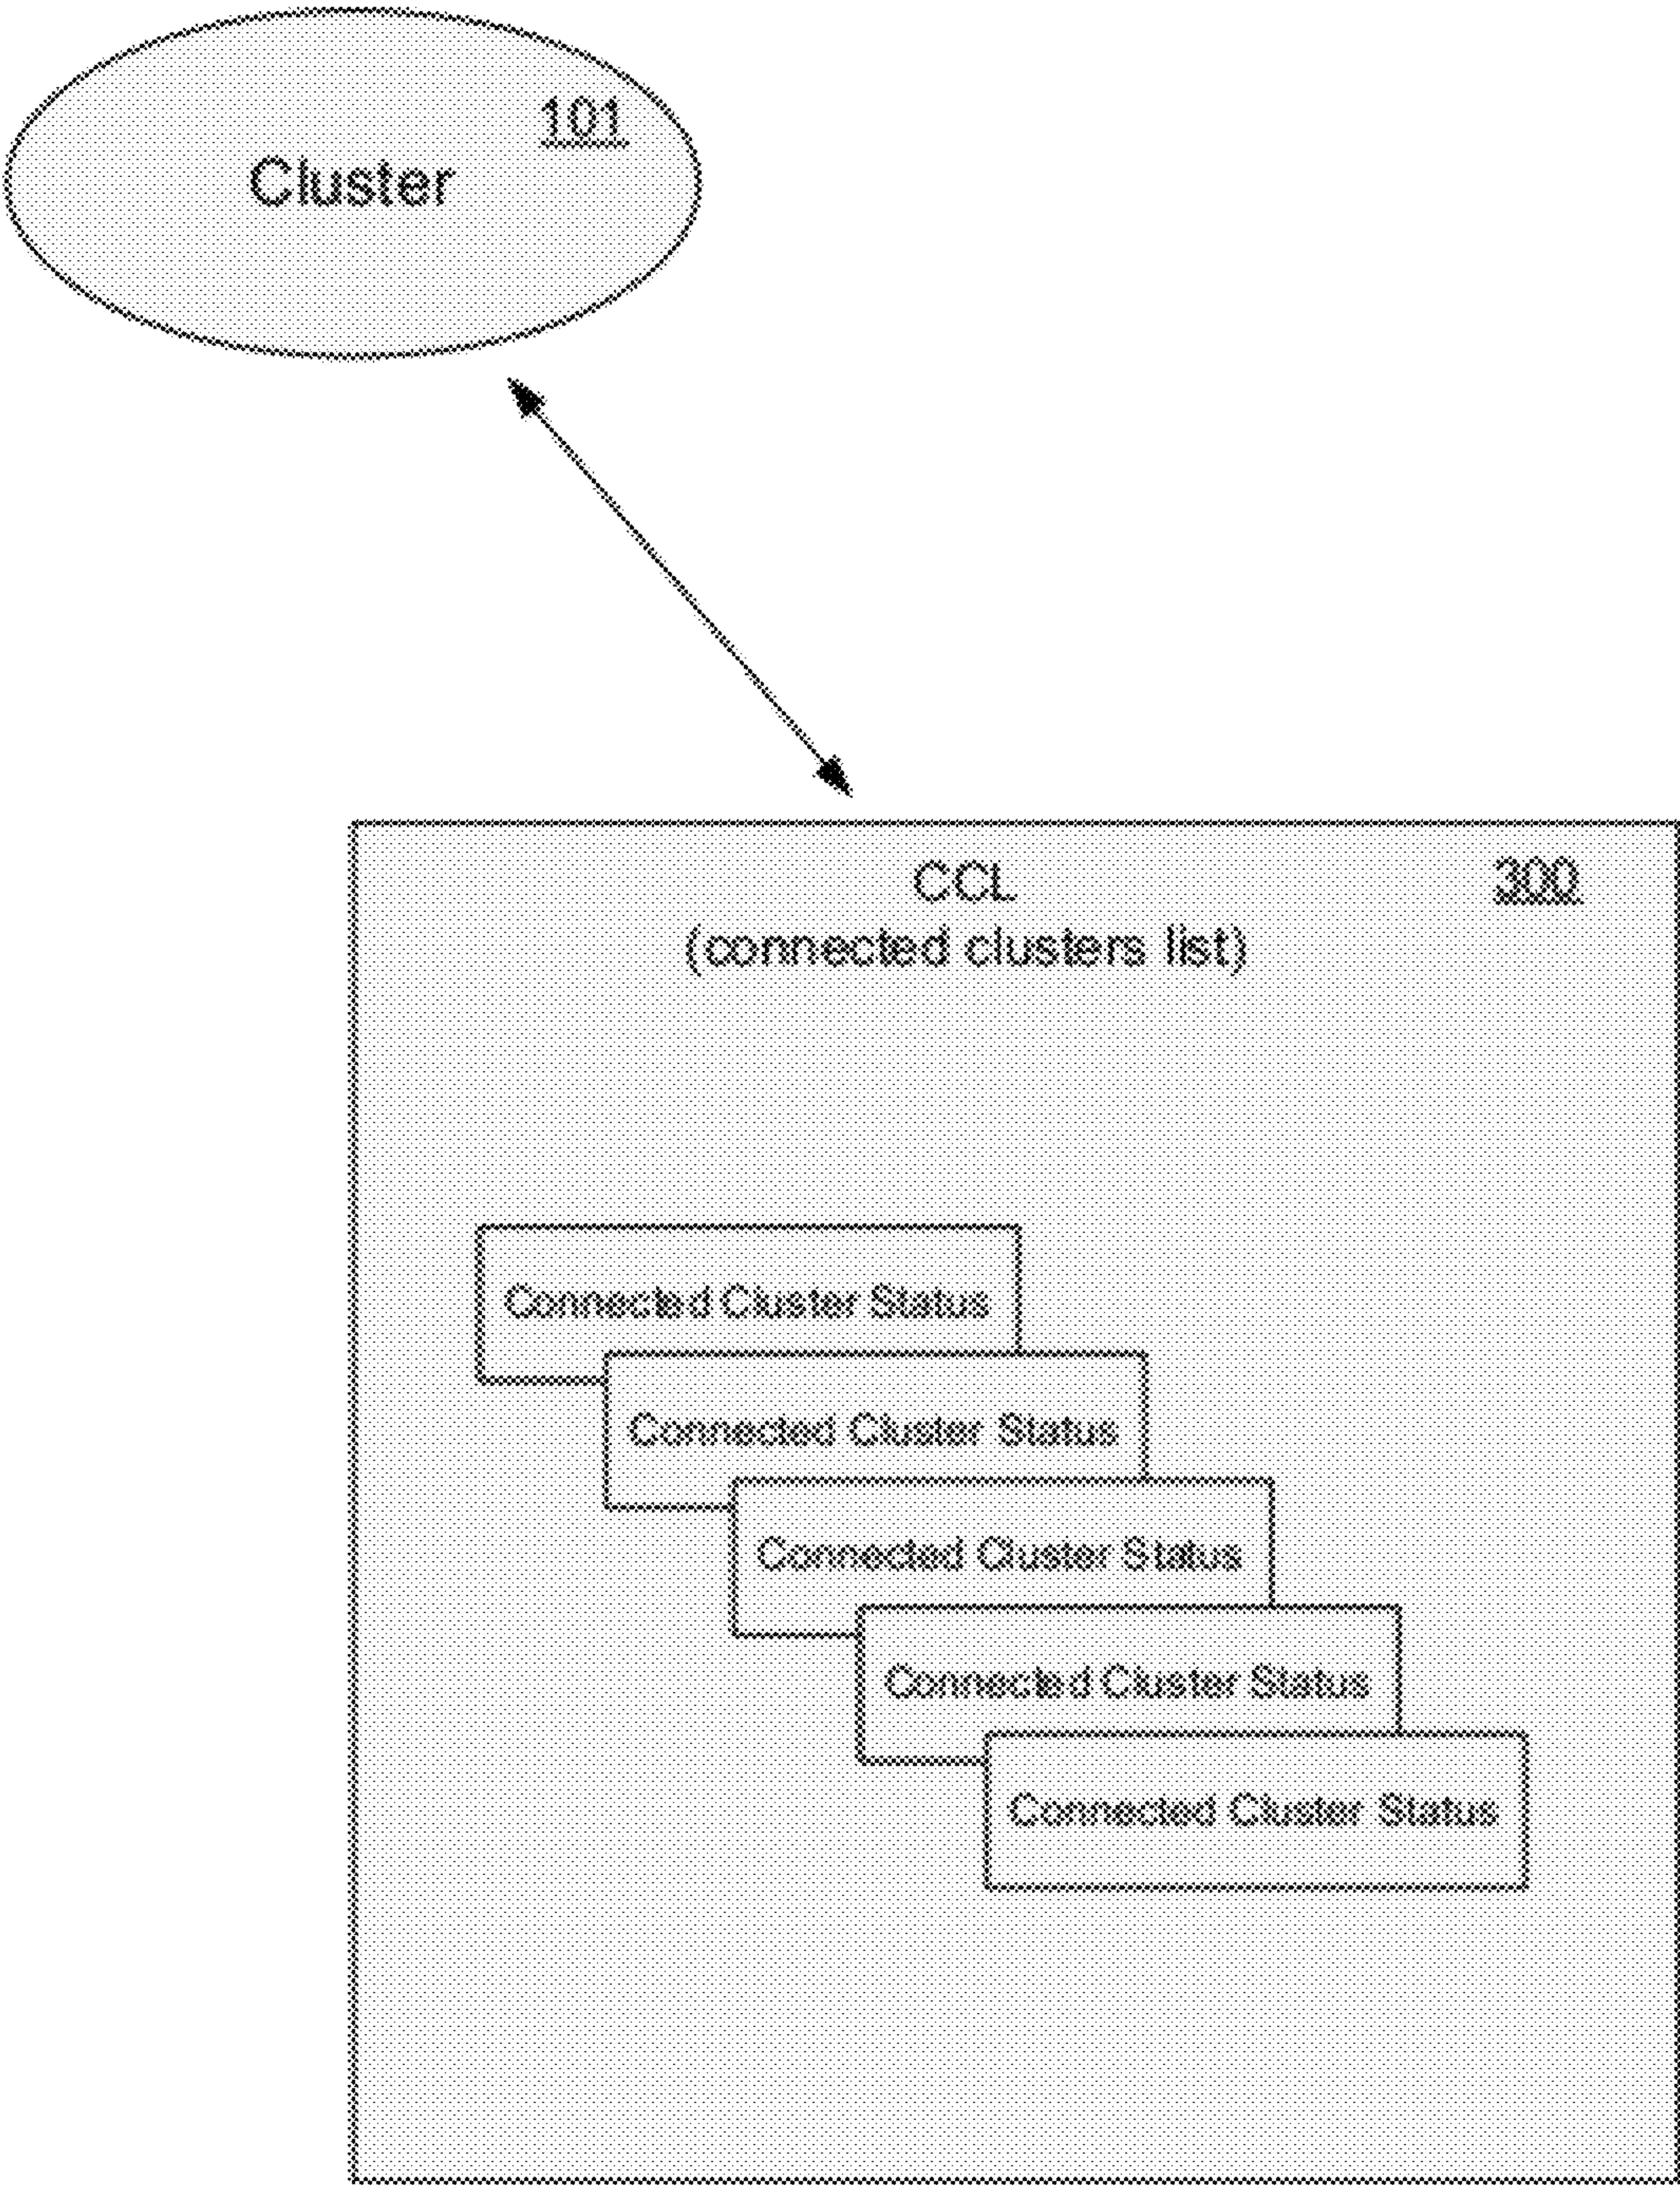 101
Cluster
CCL
300
(connected clusters list)
Connected Cluster Status
Connected Cluster Status
Connected Cluster Status
Connected Cluster Status
Connected Cluster Status